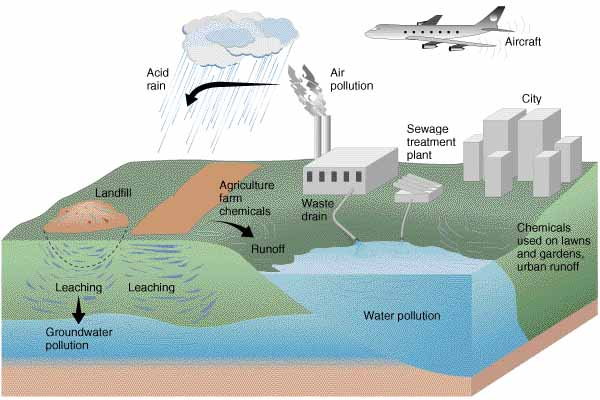 Aircraft
Acid
rain
Air
pollution
City
Sewage
treatment
plant
Landfill
Agriculture
farm
chemicals
Waste
drain
Runoff
Chemicals
used on lawns
and gardens,
urban runoff
Leaching
Leaching
Water pollution
Groundwater
pollution